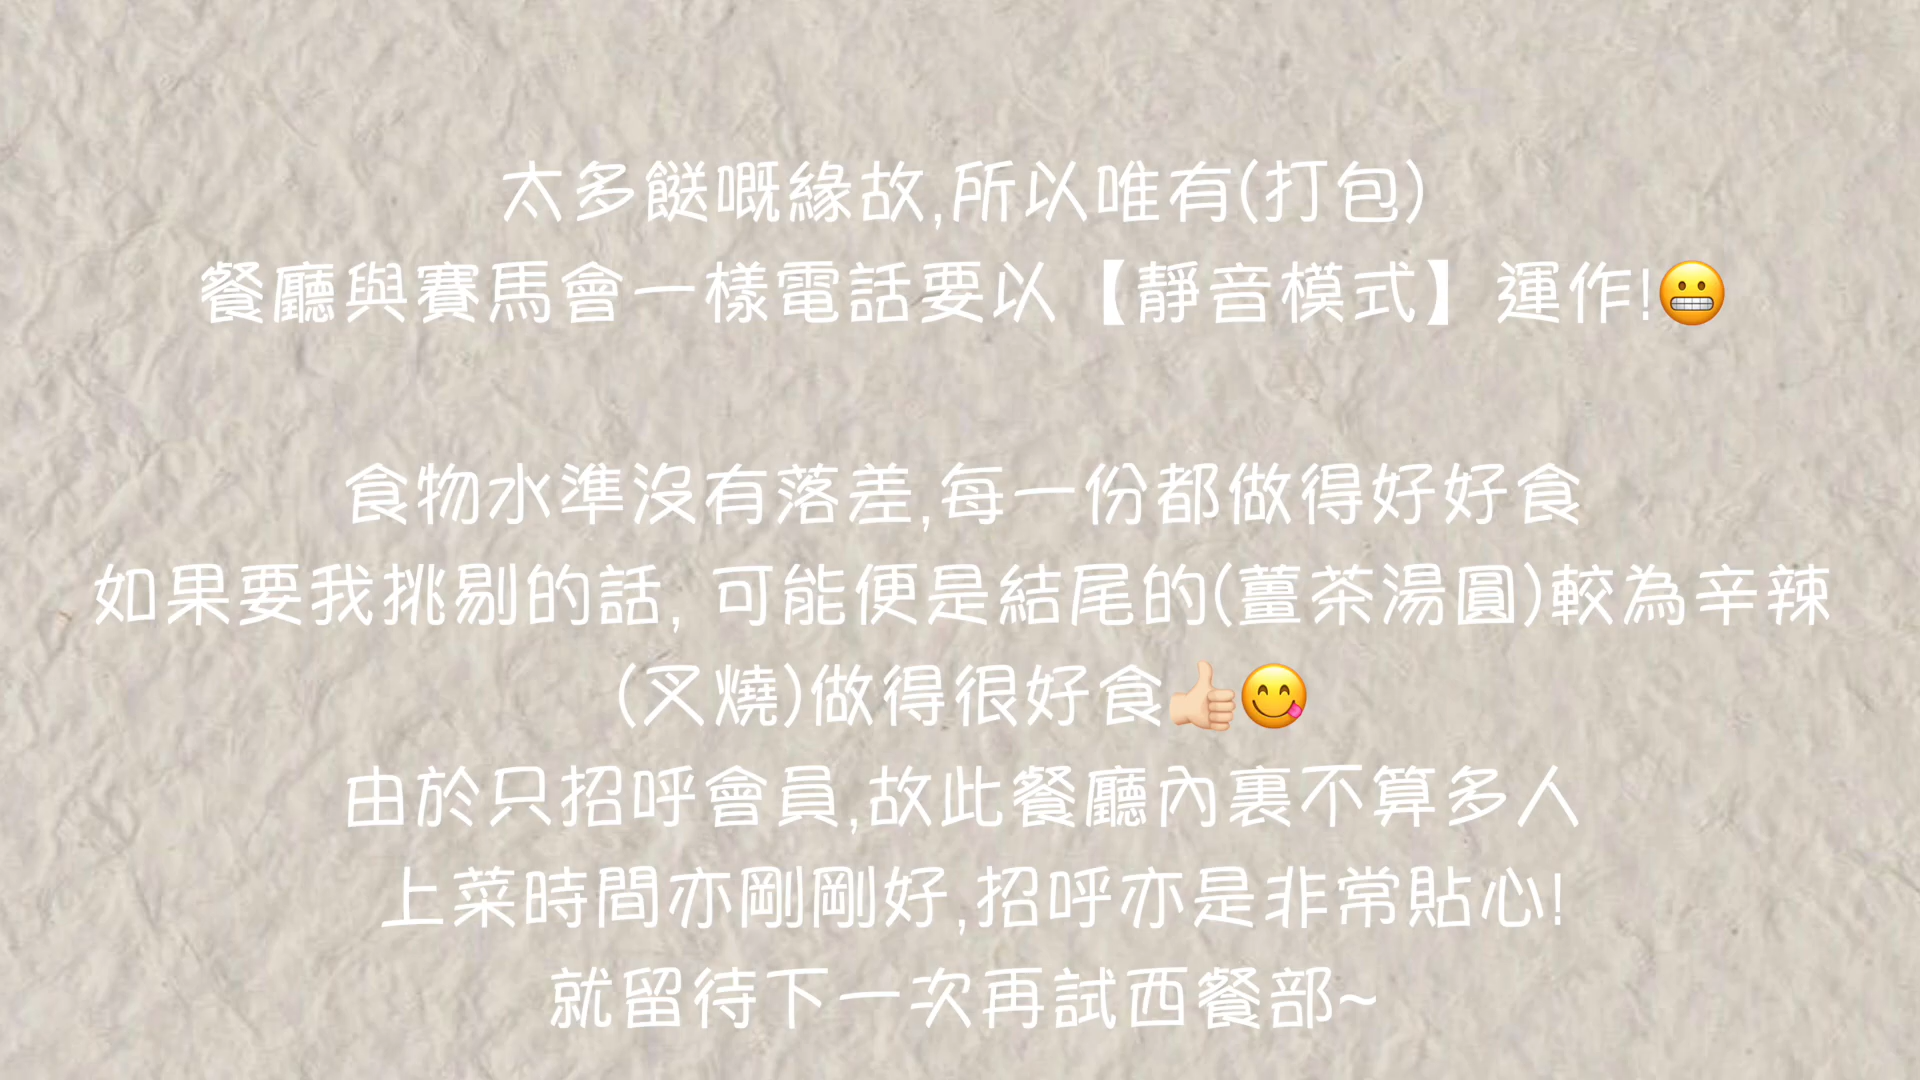 太多餸嘅緣故,所以唯有(打包)
餐廳與賽馬會一樣電話要以【靜音模式】運作!😬
食物水準沒有落差,每一份都做得好好食
如果要我挑剔的話, 可能便是結尾的(薑茶湯圓)較為辛辣
(叉燒)做得很好食👍🏻😋
由於只招呼會員,故此餐廳內裏不算多人
上菜時間亦剛剛好,招呼亦是非常貼心!
就留待下一次再試西餐部~